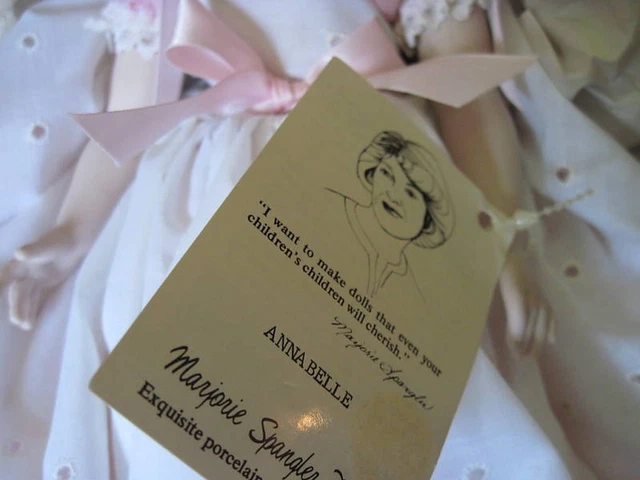 “I want to make dolls that even your
children's children will cherish.”
Marjorie Spangler
ANNABELLE
Marjorie Spangler
Exquisite porcelain